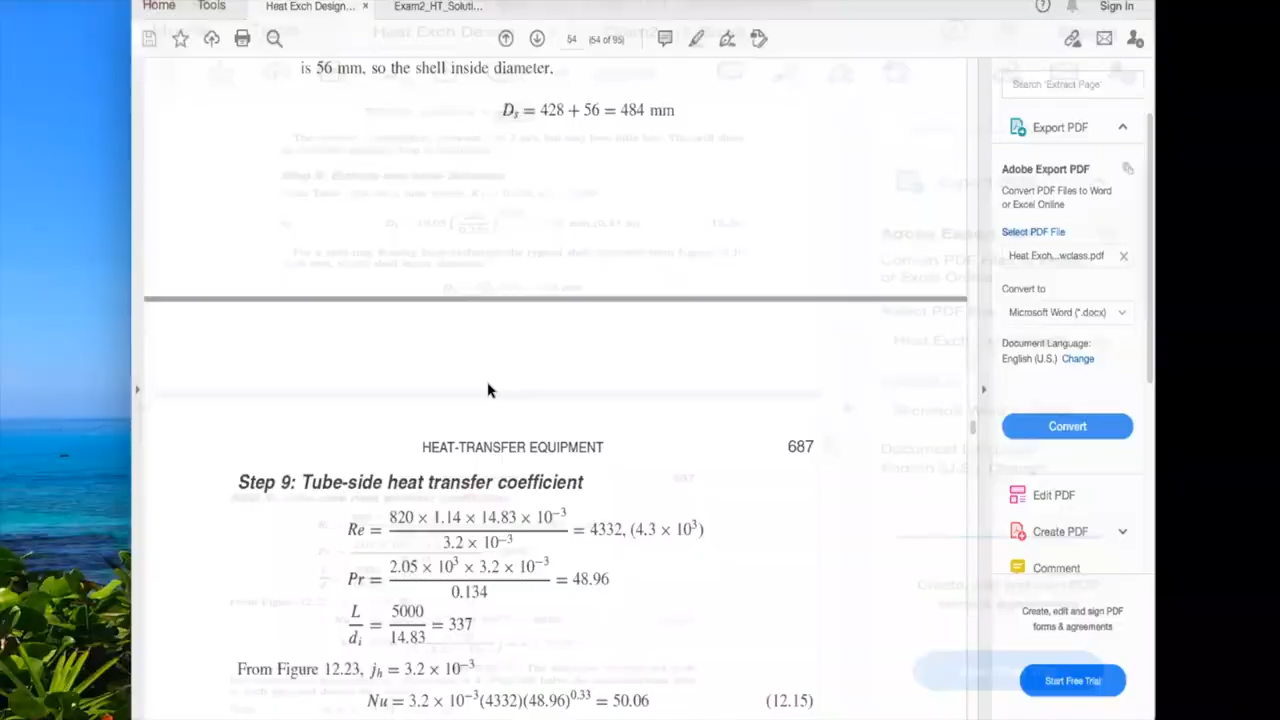 Home Tools Heat Exch Design... × Exam2_HT_Soluti... Sign In
54 (54 of 95)
is 56 mm, so the shell inside diameter,
Dₛ = 428 + 56 = 484 mm
HEAT-TRANSFER EQUIPMENT 687
Step 9: Tube-side heat transfer coefficient
Re = 820 × 1.14 × 14.83 × 10⁻³ / 3.2 × 10⁻³ = 4332, (4.3 × 10³)
Pr = 2.05 × 10³ × 3.2 × 10⁻³ / 0.134 = 48.96
L / dᵢ = 5000 / 14.83 = 337
From Figure 12.23, jₕ = 3.2 × 10⁻³
Nu = 3.2 × 10⁻³(4332)(48.96)⁰·³³ = 50.06 (12.15)
Search 'Extract Page'
Export PDF
Adobe Export PDF
Convert PDF Files to Word
or Excel Online
Select PDF File
Heat Exch...wclass.pdf ×
Convert to
Microsoft Word (*.docx)
Document Language:
English (U.S.) Change
Convert
Edit PDF
Create PDF
Comment
Create, edit and sign PDF
forms & agreements
Start Free Trial